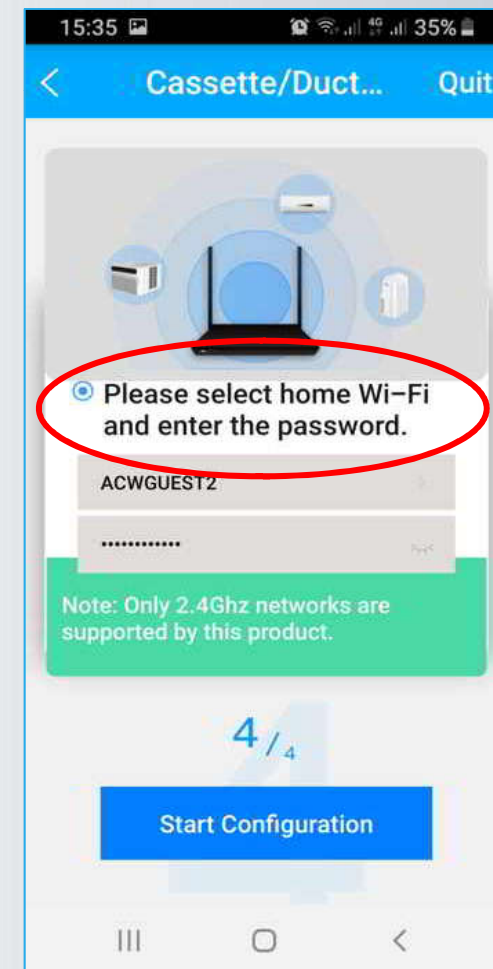 15:35 4G 35%
Cassette/Duct... Quit
Please select home Wi-Fi
and enter the password.
ACWGUEST2
••••••••••••
Note: Only 2.4Ghz networks are
supported by this product.
4/4
Start Configuration